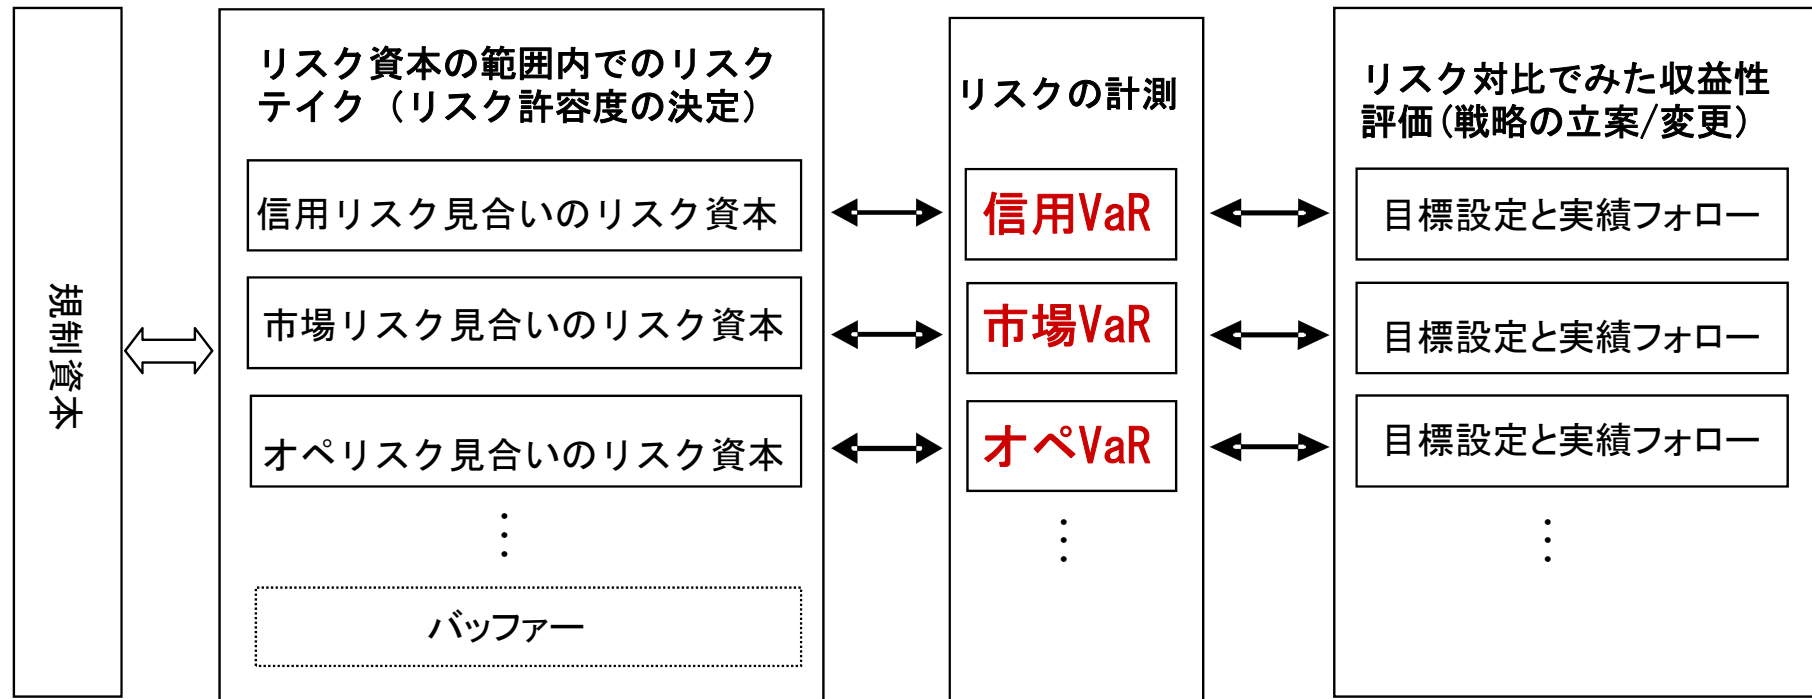 規制資本
リスク資本の範囲内でのリスク
テイク（リスク許容度の決定）
信用リスク見合いのリスク資本
市場リスク見合いのリスク資本
オペリスク見合いのリスク資本
⋮
バッファー
リスクの計測
信用VaR
市場VaR
オペVaR
⋮
リスク対比でみた収益性
評価(戦略の立案/変更)
目標設定と実績フォロー
目標設定と実績フォロー
目標設定と実績フォロー
⋮